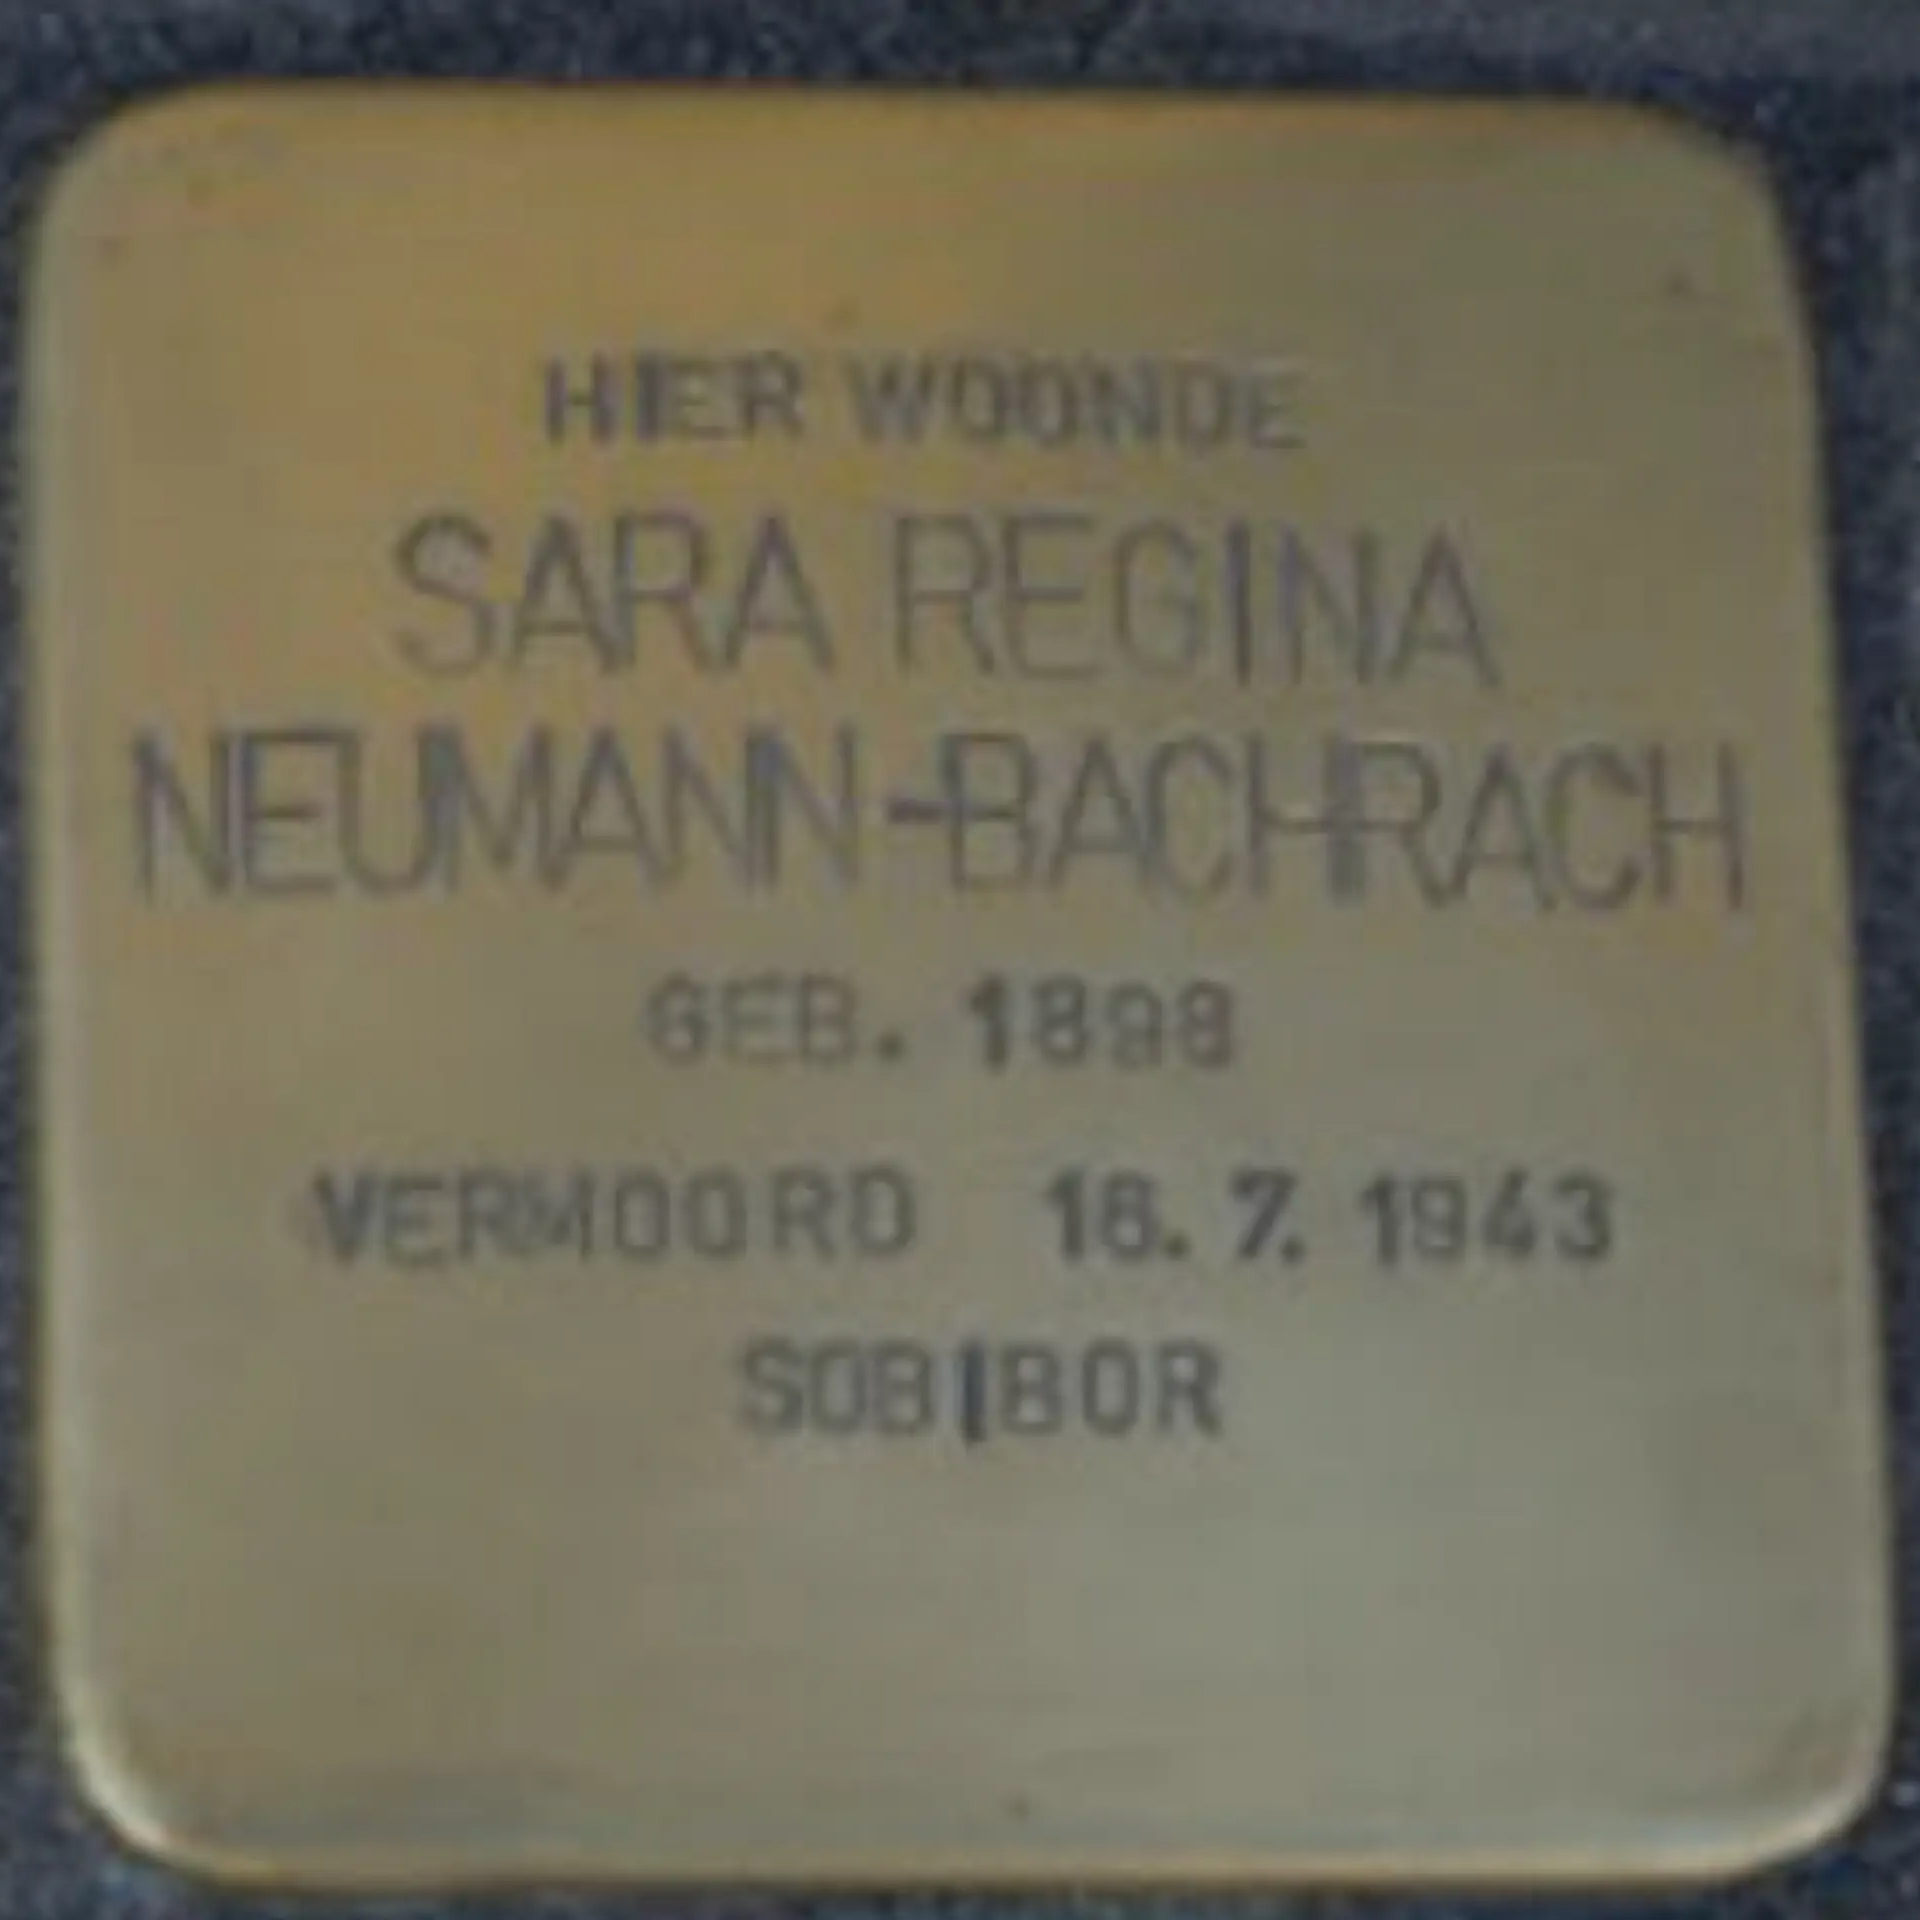 HIER WOONDE
SARA REGINA
NEUMANN-BACHRACH
GEB. 1898
VERMOORD 16.7.1943
SOBIBOR